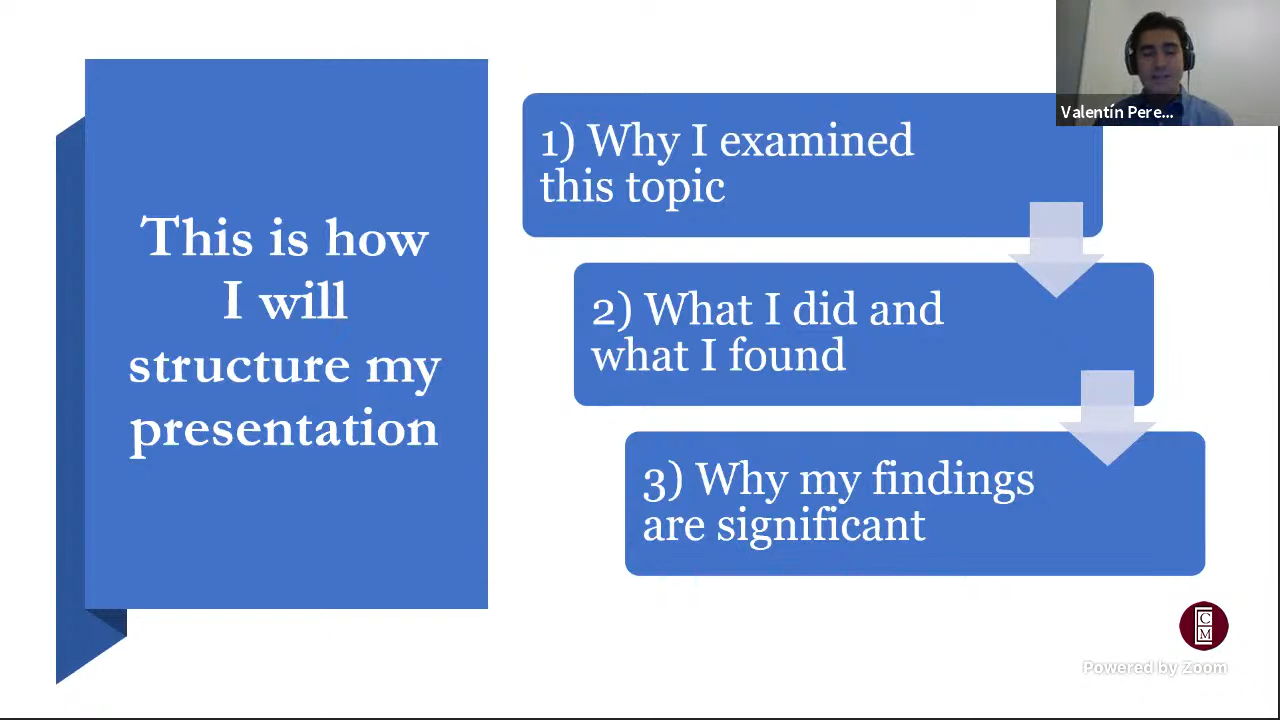 This is how
I will
structure my
presentation
1) Why I examined
this topic
2) What I did and
what I found
3) Why my findings
are significant
Valentín Pere...
C
M
Powered by Zoom